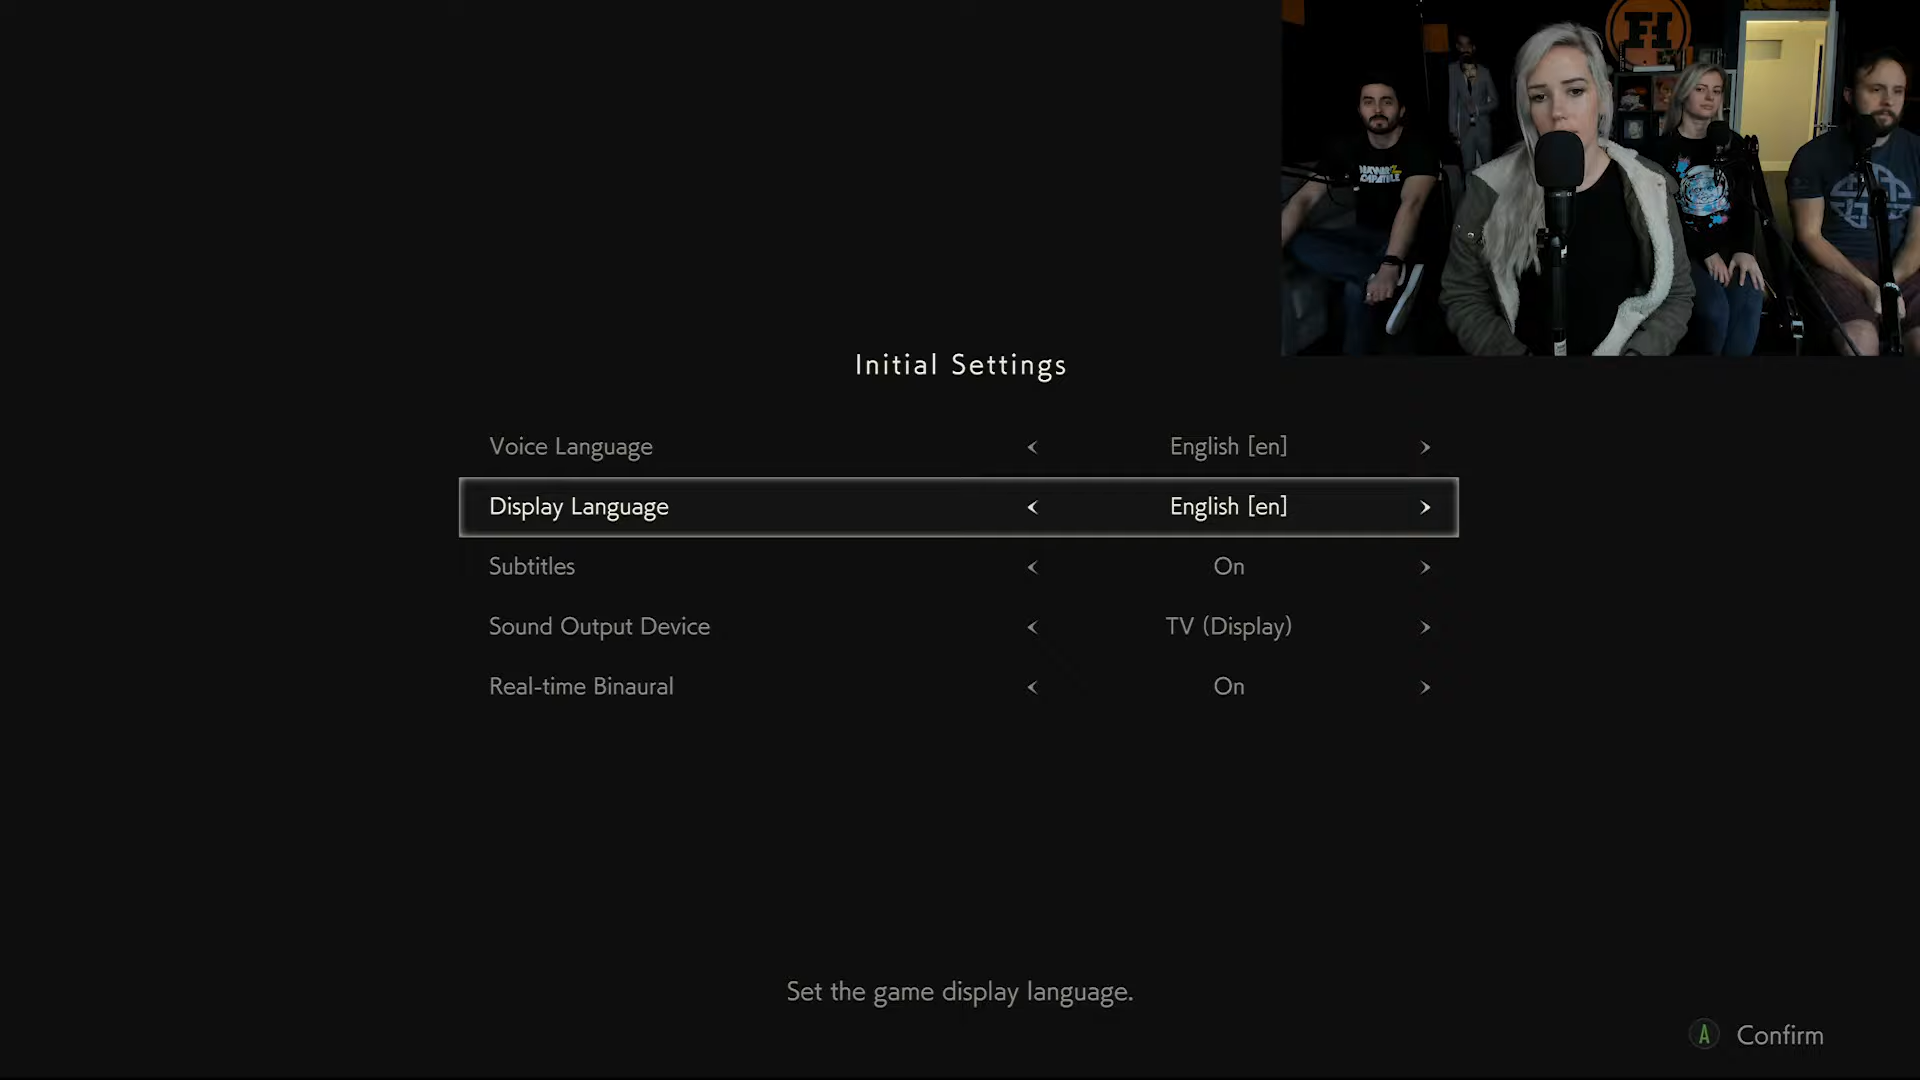 FI
Initial Settings
Voice Language < English [en] >
Display Language < English [en] >
Subtitles < On >
Sound Output Device < TV (Display) >
Real-time Binaural < On >
Set the game display language.
A Confirm